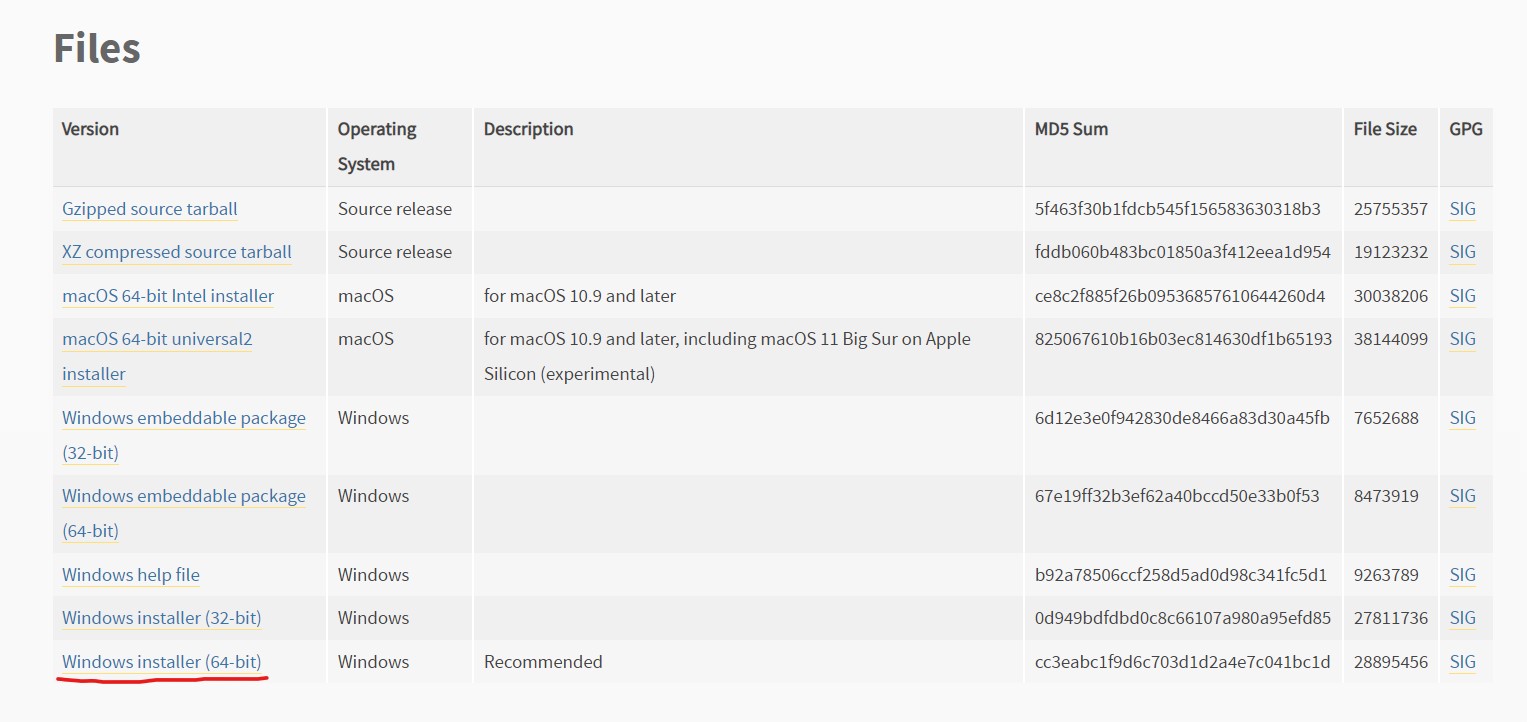 Files
Version Operating System Description MD5 Sum File Size GPG
Gzipped source tarball Source release 5f463f30b1fdcb545f156583630318b3 25755357 SIG
XZ compressed source tarball Source release fddb060b483bc01850a3f412eea1d954 19123232 SIG
macOS 64-bit Intel installer macOS for macOS 10.9 and later ce8c2f885f26b09536857610644260d4 30038206 SIG
macOS 64-bit universal2 installer macOS for macOS 10.9 and later, including macOS 11 Big Sur on Apple Silicon (experimental) 825067610b16b03ec814630df1b65193 38144099 SIG
Windows embeddable package (32-bit) Windows 6d12e3e0f942830de8466a83d30a45fb 7652688 SIG
Windows embeddable package (64-bit) Windows 67e19ff32b3ef62a40bccd50e33b0f53 8473919 SIG
Windows help file Windows b92a78506ccf258d5ad0d98c341fc5d1 9263789 SIG
Windows installer (32-bit) Windows 0d949bdfdbd0c8c66107a980a95efd85 27811736 SIG
Windows installer (64-bit) Windows Recommended cc3eabc1f9d6c703d1d2a4e7c041bc1d 28895456 SIG